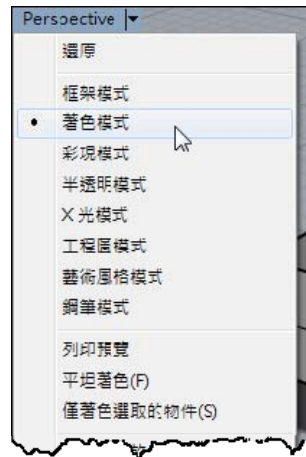 Perspective
還原
框架模式
著色模式
彩現模式
半透明模式
X 光模式
工程圖模式
藝術風格模式
鋼筆模式
列印預覽
平坦著色(F)
僅著色選取的物件(S)